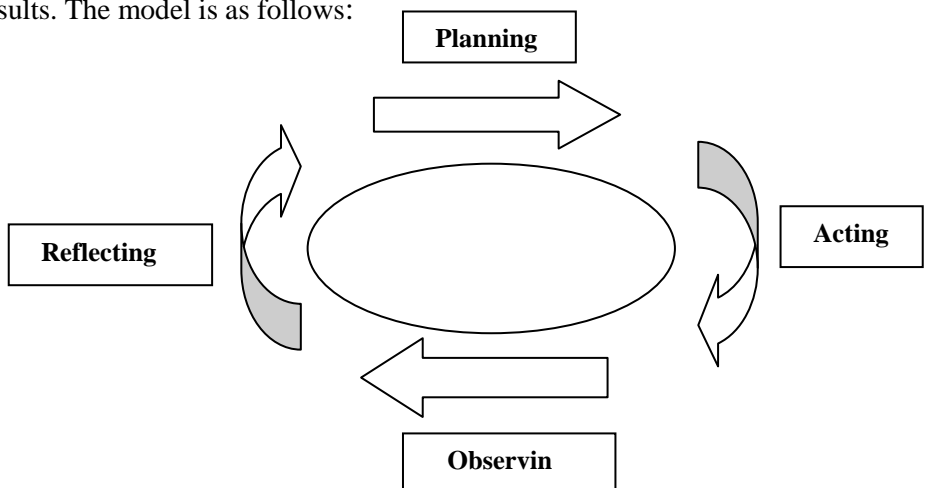 sults. The model is as follows:
Planning
Acting
Reflecting
Observin